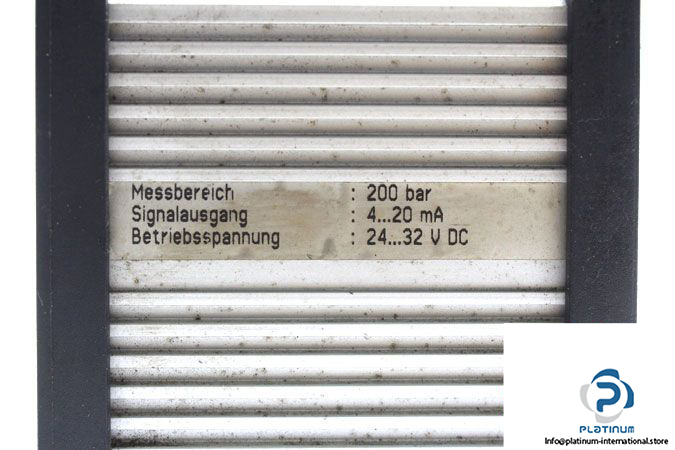 Messbereich : 200 bar
Signalausgang : 4...20 mA
Betriebsspannung : 24...32 V DC
PLATINUM
Info@platinum-international.store